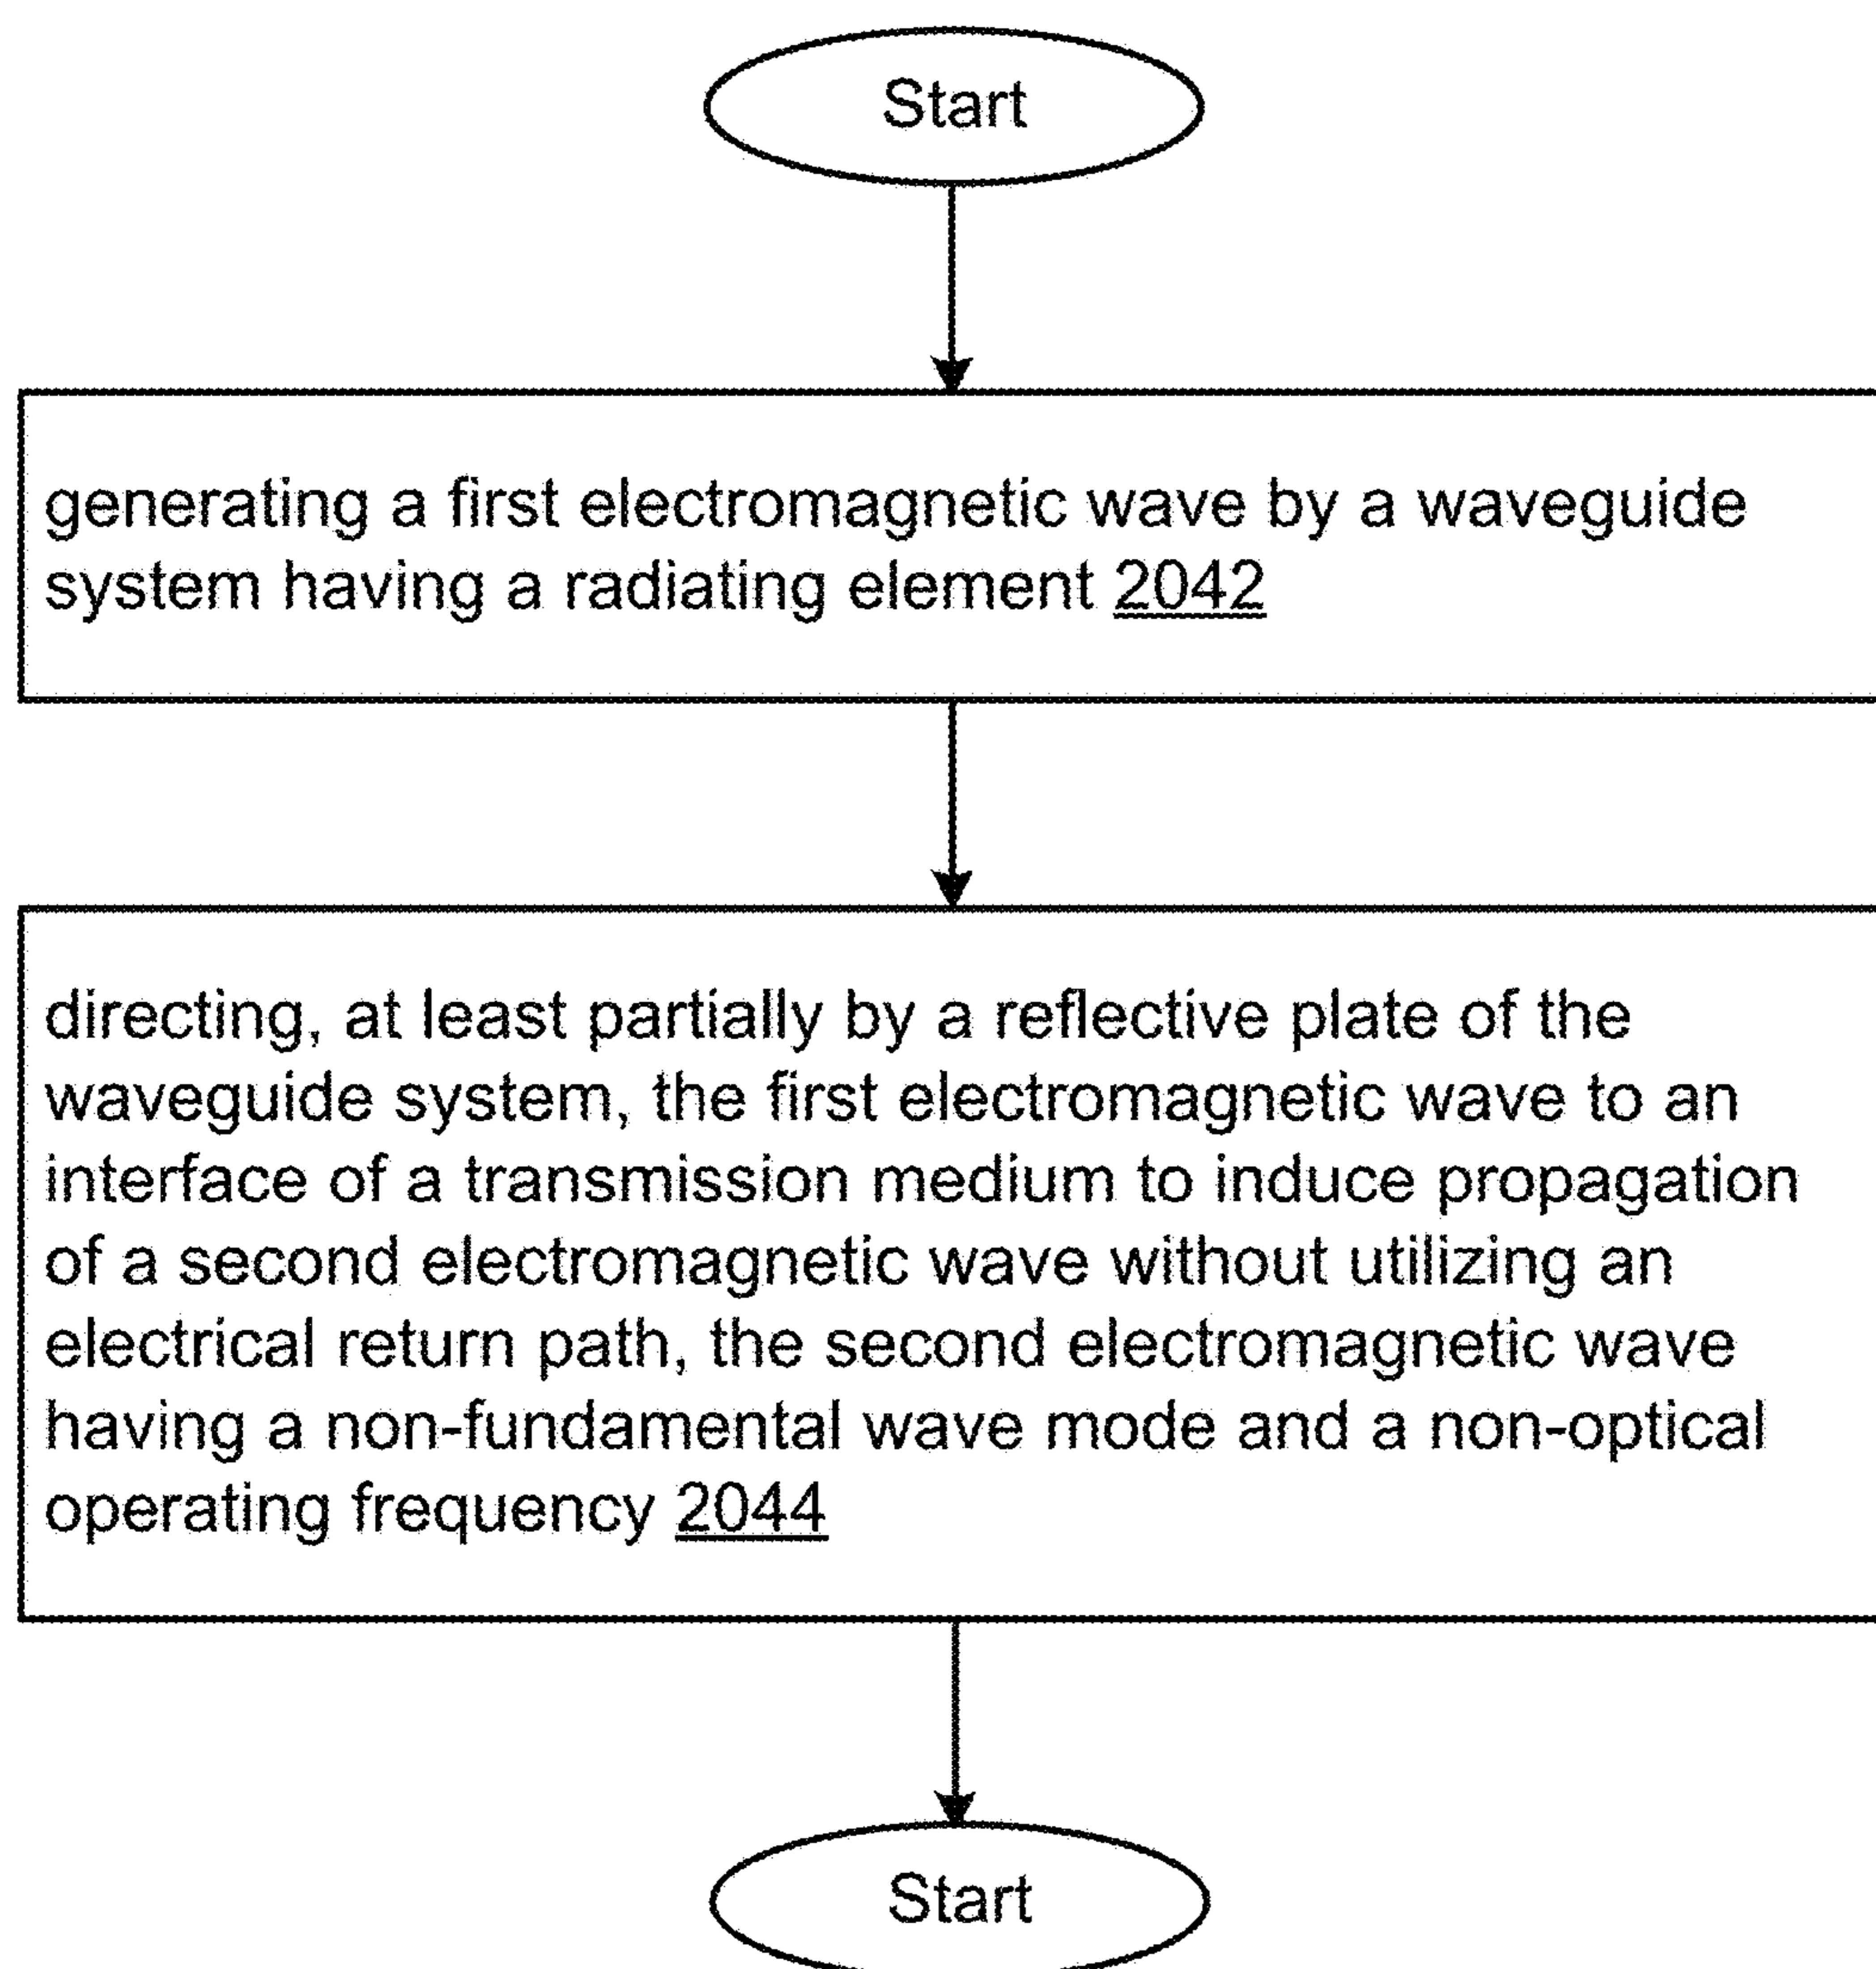 Start
generating a first electromagnetic wave by a waveguide
system having a radiating element 2042
directing, at least partially by a reflective plate of the
waveguide system, the first electromagnetic wave to an
interface of a transmission medium to induce propagation
of a second electromagnetic wave without utilizing an
electrical return path, the second electromagnetic wave
having a non-fundamental wave mode and a non-optical
operating frequency 2044
Start